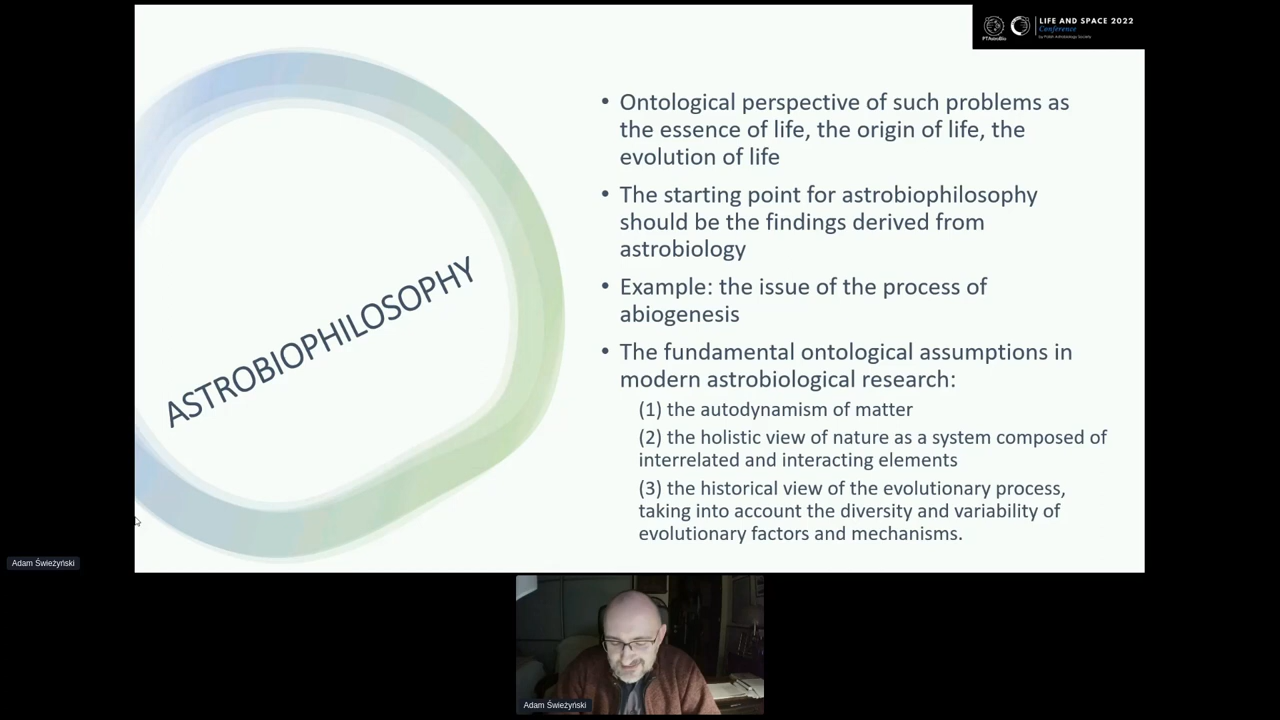 LIFE AND SPACE 2022
Conference
by Polish Astrobiology Society
PTAstroBio
ASTROBIOPHILOSOPHY
• Ontological perspective of such problems as
the essence of life, the origin of life, the
evolution of life
• The starting point for astrobiophilosophy
should be the findings derived from
astrobiology
• Example: the issue of the process of
abiogenesis
• The fundamental ontological assumptions in
modern astrobiological research:
(1) the autodynamism of matter
(2) the holistic view of nature as a system composed of
interrelated and interacting elements
(3) the historical view of the evolutionary process,
taking into account the diversity and variability of
evolutionary factors and mechanisms.
Adam Świeżyński
Adam Świeżyński